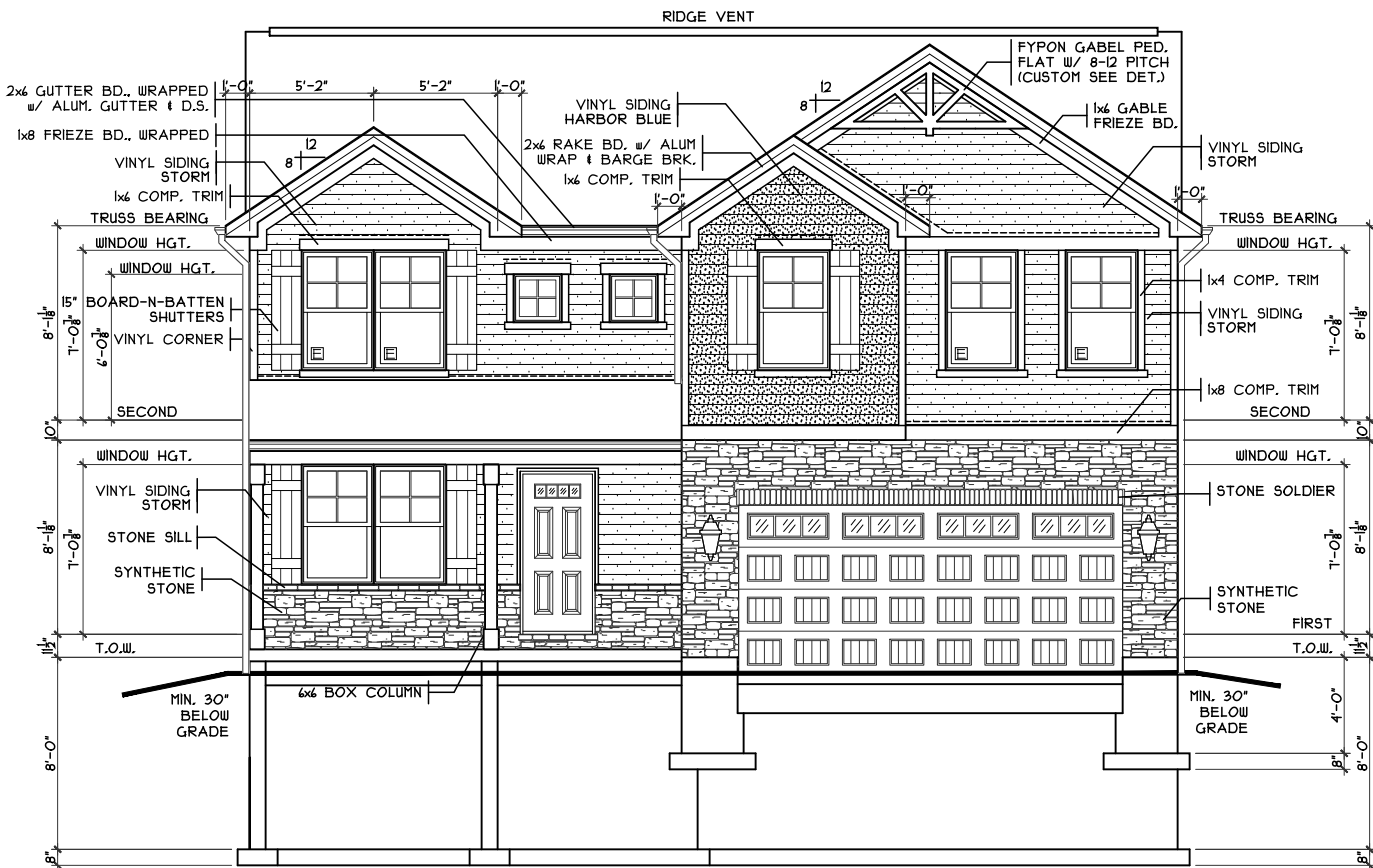 RIDGE VENT
FYPON GABEL PED.
FLAT W/ 8-12 PITCH
(CUSTOM SEE DET.)
2x6 GUTTER BD., WRAPPED
w/ ALUM. GUTTER & D.S.
1'-0"
5'-2"
5'-2"
1'-0"
12
8
VINYL SIDING
HARBOR BLUE
1x6 GABLE
FRIEZE BD.
1x8 FRIEZE BD., WRAPPED
12
8
2x6 RAKE BD. w/ ALUM
WRAP & BARGE BRK.
VINYL SIDING
STORM
VINYL SIDING
STORM
1x6 COMP. TRIM
1x6 COMP. TRIM
1'-0"
1'-0"
1'-0"
TRUSS BEARING
TRUSS BEARING
WINDOW HGT.
WINDOW HGT.
WINDOW HGT.
1x4 COMP. TRIM
15" BOARD-N-BATTEN
SHUTTERS
VINYL SIDING
STORM
8'-1 1/8"
7'-0 7/8"
6'-0 7/8"
7'-0 7/8"
8'-1 1/8"
VINYL CORNER
E
E
E
E
E
1x8 COMP. TRIM
SECOND
SECOND
10"
10"
WINDOW HGT.
WINDOW HGT.
VINYL SIDING
STORM
STONE SOLDIER
8'-1 1/8"
7'-0 7/8"
7'-0 7/8"
8'-1 1/8"
STONE SILL
SYNTHETIC
STONE
SYNTHETIC
STONE
FIRST
11 1/2"
T.O.W.
T.O.W.
11 1/2"
6x6 BOX COLUMN
MIN. 30"
BELOW
GRADE
MIN. 30"
BELOW
GRADE
4'-0"
8'-0"
8"
8'-0"
8"
8"